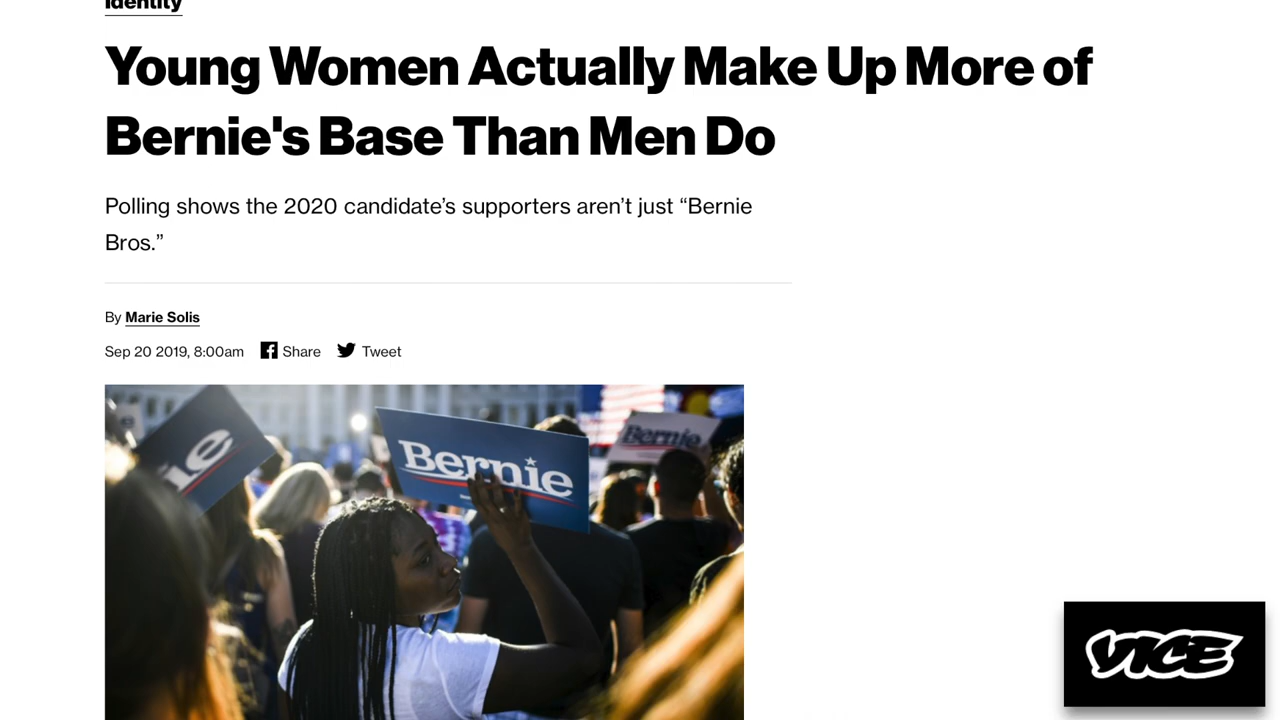 Identity
Young Women Actually Make Up More of
Bernie's Base Than Men Do
Polling shows the 2020 candidate’s supporters aren’t just “Bernie
Bros.”
By Marie Solis
Sep 20 2019, 8:00am Share Tweet
ie
Bernie
Bernie
VICE